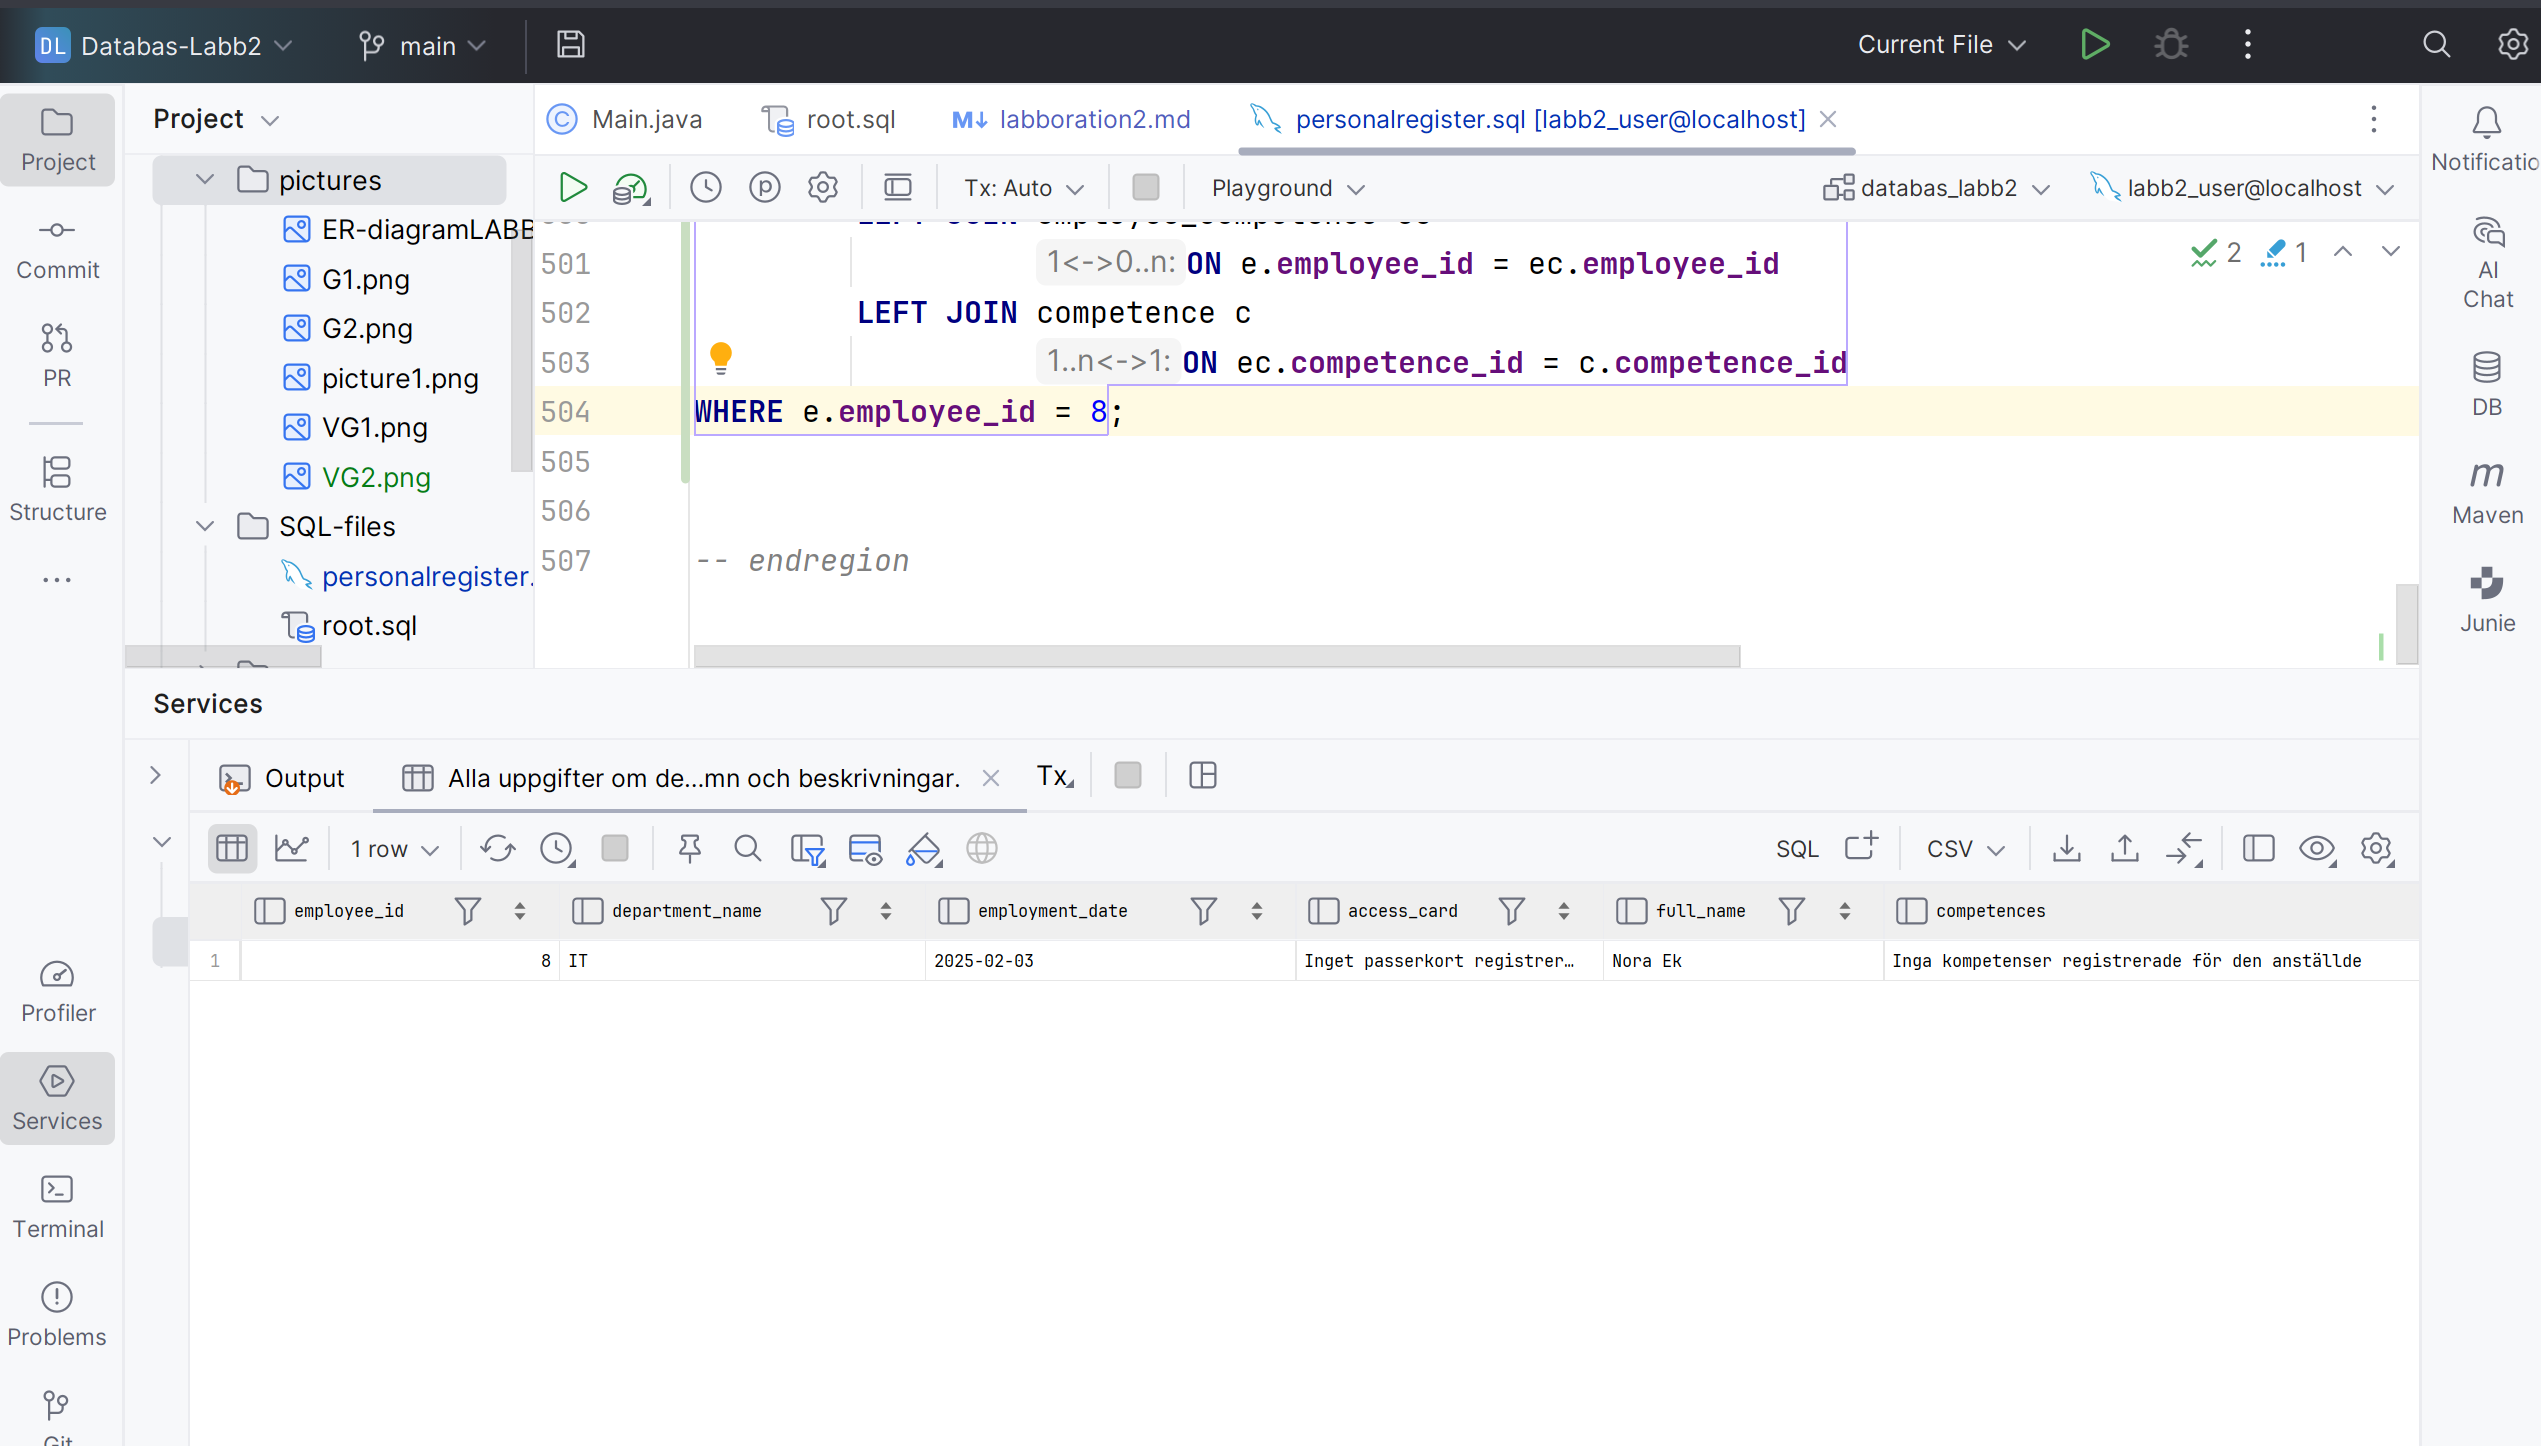 DL Databas-Labb2 main Current File
Project
Commit
PR
Structure
Profiler
Services
Terminal
Problems
Git
Project
pictures
ER-diagramLABB
G1.png
G2.png
picture1.png
VG1.png
VG2.png
SQL-files
personalregister.
root.sql
Main.java root.sql M↓ labboration2.md personalregister.sql [labb2_user@localhost]
Tx: Auto Playground databas_labb2 labb2_user@localhost
2 1
501 1<->0..n: ON e.employee_id = ec.employee_id
502 LEFT JOIN competence c
503 1..n<->1: ON ec.competence_id = c.competence_id
504 WHERE e.employee_id = 8;
505
506
507 -- endregion
Notificatio
AI
Chat
DB
m
Maven
Junie
Services
Output Alla uppgifter om de...mn och beskrivningar. Tx
1 row SQL CSV
employee_id department_name employment_date access_card full_name competences
1 8 IT 2025-02-03 Inget passerkort registrer… Nora Ek Inga kompetenser registrerade för den anställde